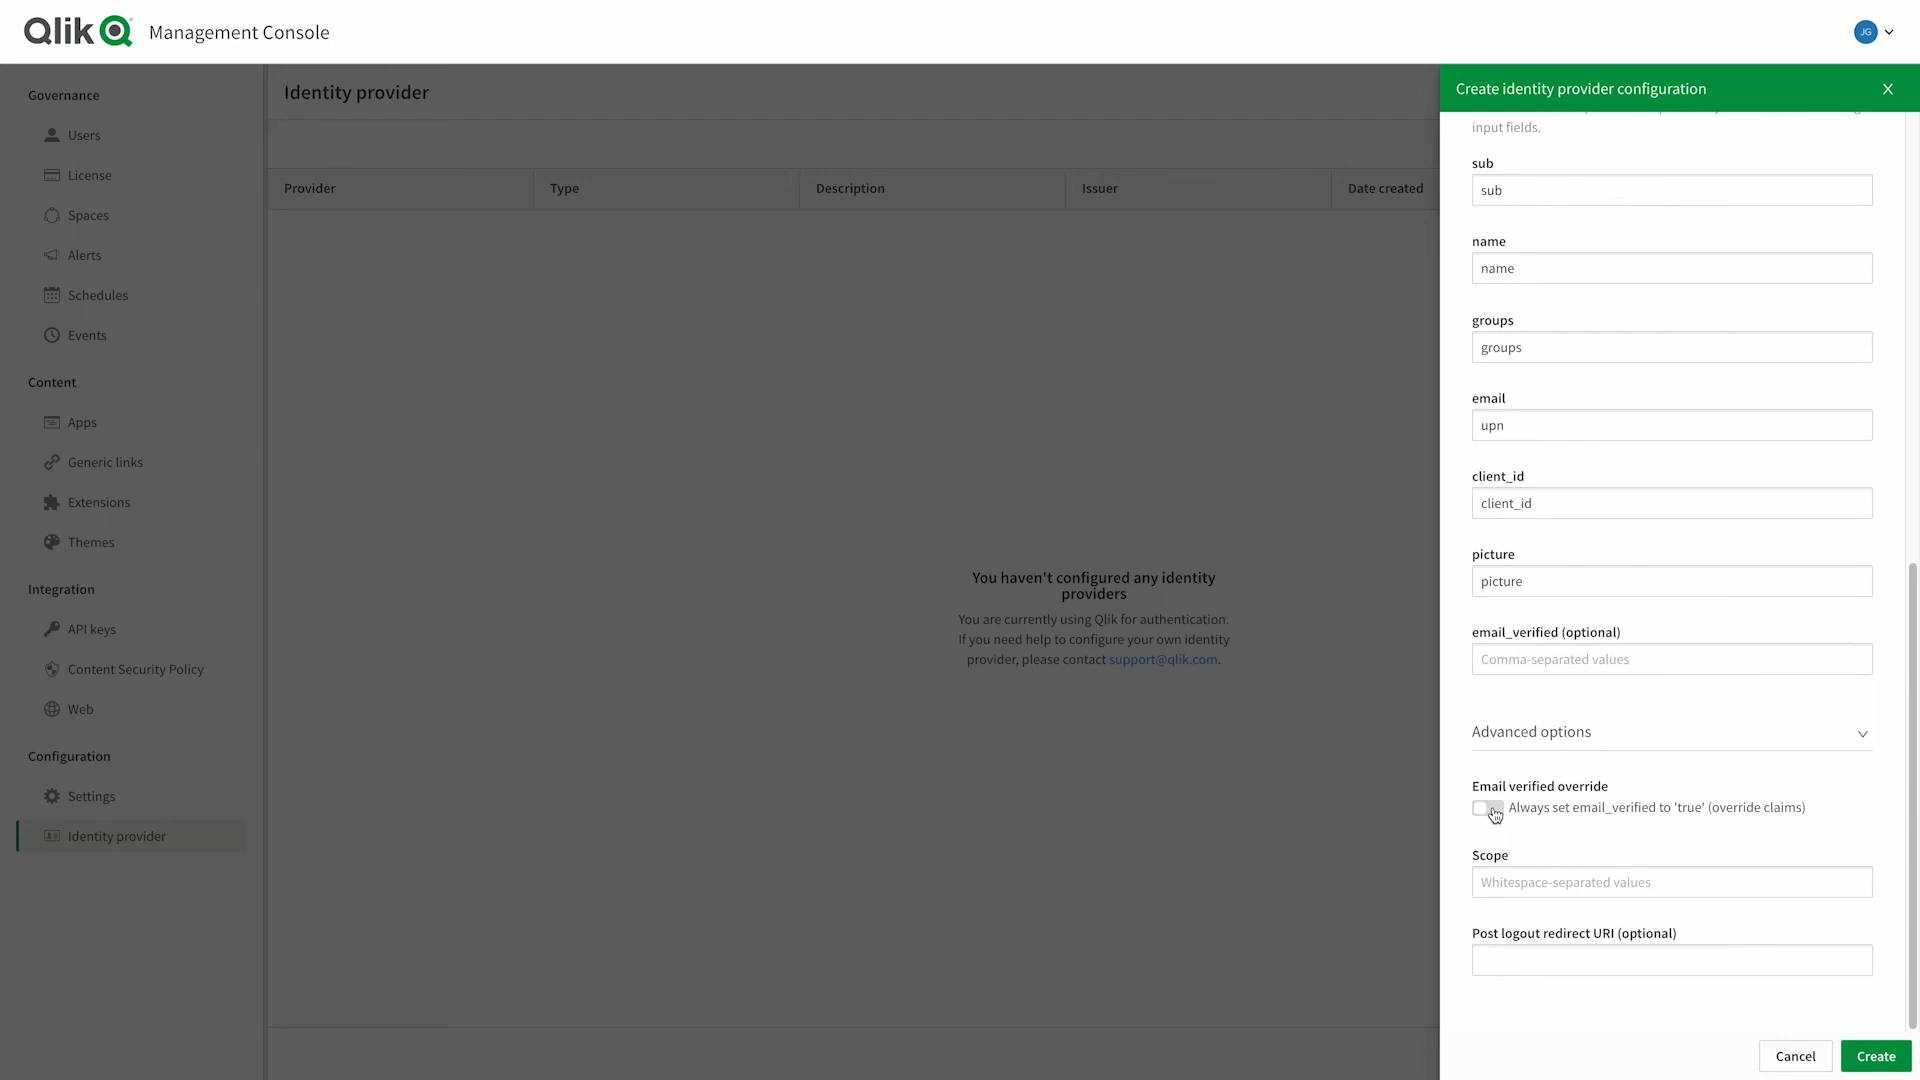 Qlik Management Console
JG
Governance
Users
License
Spaces
Alerts
Schedules
Events
Content
Apps
Generic links
Extensions
Themes
Integration
API keys
Content Security Policy
Web
Configuration
Settings
Identity provider
Identity provider
Provider Type Description Issuer Date created
You haven't configured any identity
providers
You are currently using Qlik for authentication.
If you need help to configure your own identity
provider, please contact support@qlik.com.
Create identity provider configuration X
input fields.
sub
sub
name
name
groups
groups
email
upn
client_id
client_id
picture
picture
email_verified (optional)
Comma-separated values
Advanced options
Email verified override
Always set email_verified to 'true' (override claims)
Scope
Whitespace-separated values
Post logout redirect URI (optional)
Cancel Create